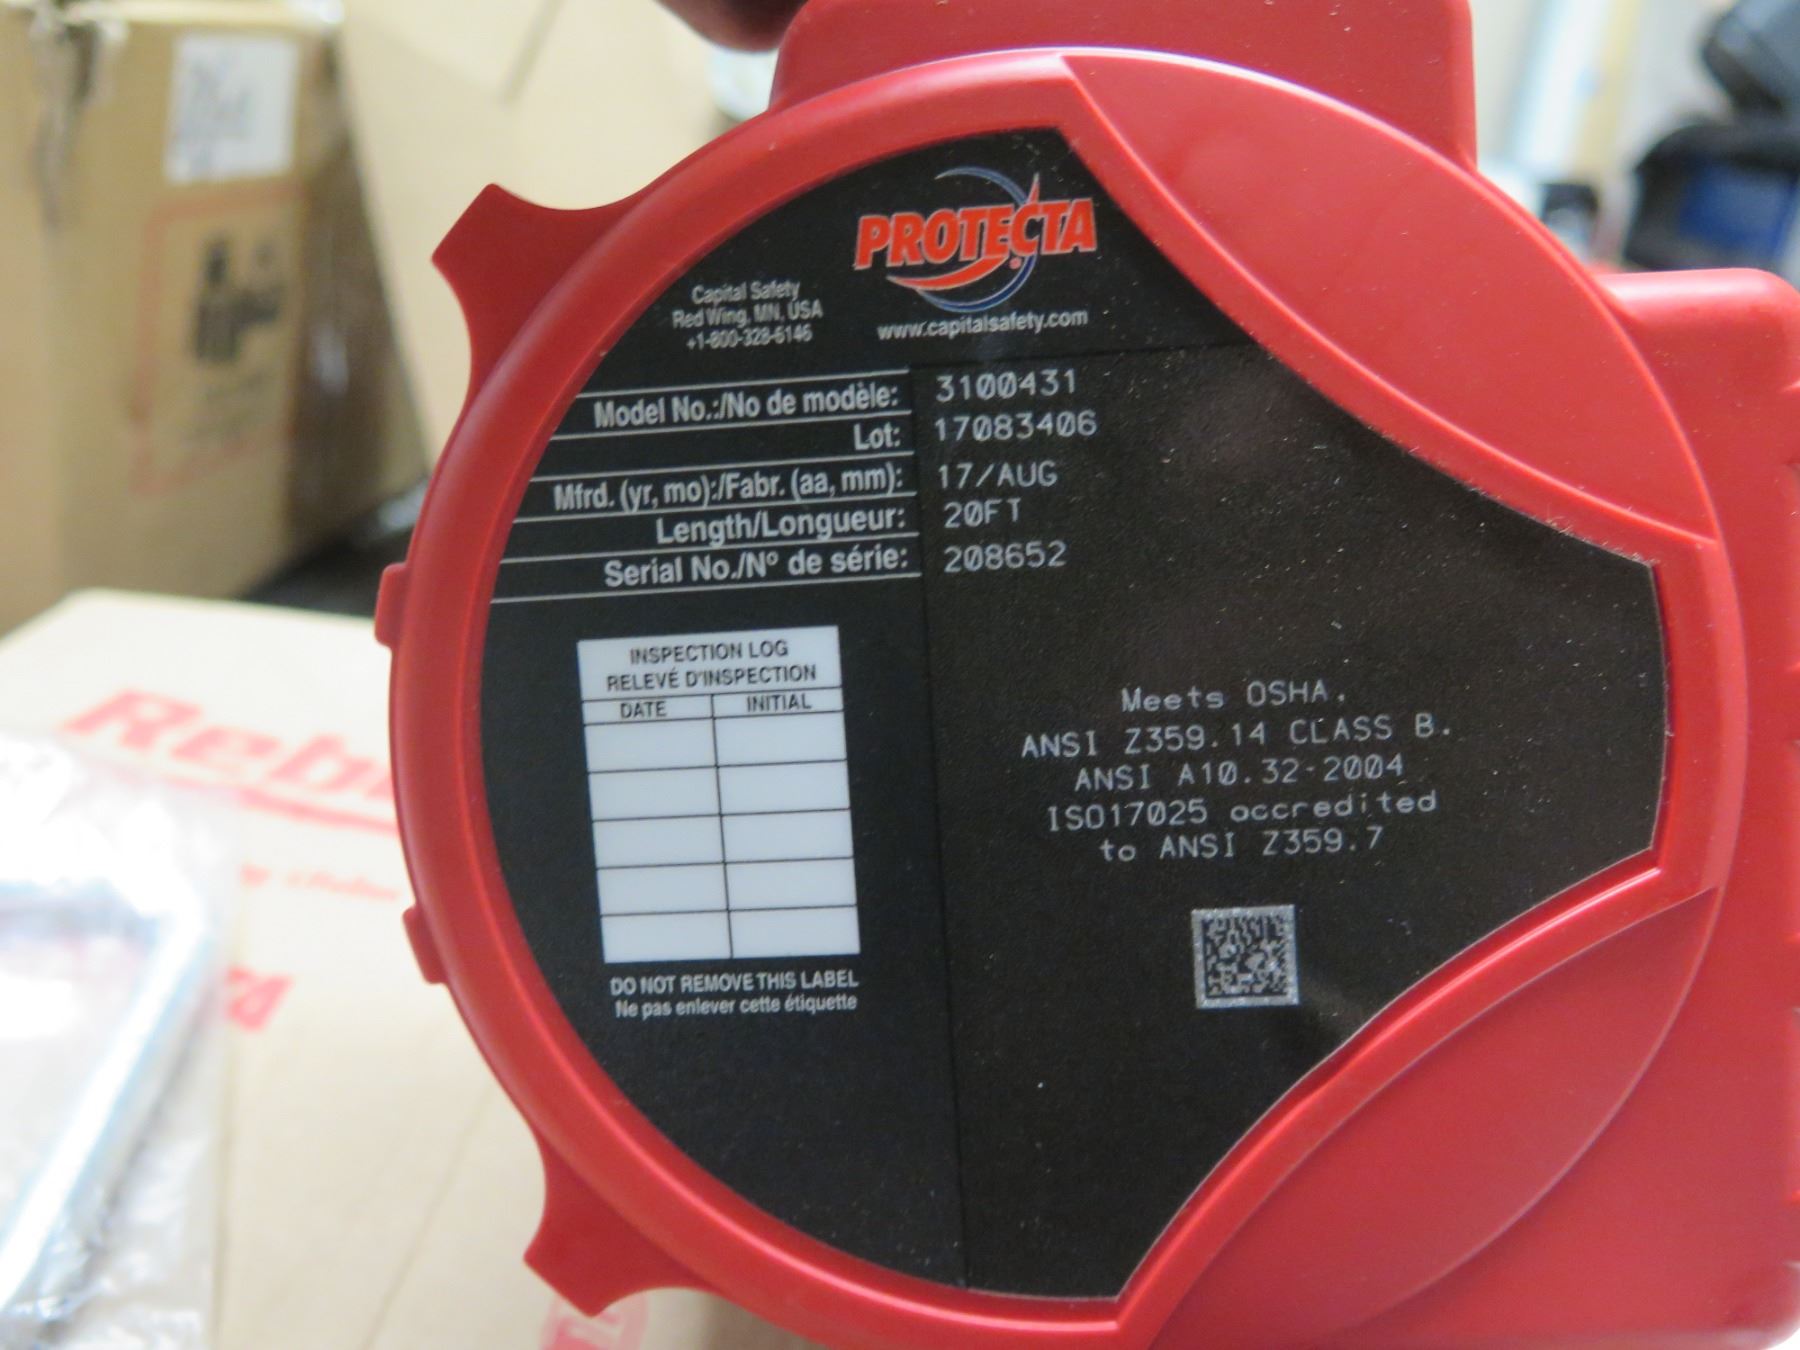 PROTECTA
Capital Safety
Red Wing, MN, USA
+1-800-328-6146
www.capitalsafety.com
Model No.:/No de modèle: 3100431
Lot: 17083406
Mfrd. (yr, mo):/Fabr. (aa, mm): 17/AUG
Length/Longueur: 20FT
Serial No./Nº de série: 208652
INSPECTION LOG
RELEVÉ D'INSPECTION
DATE INITIAL
DO NOT REMOVE THIS LABEL
Ne pas enlever cette étiquette
Meets OSHA.
ANSI Z359.14 CLASS B.
ANSI A10.32-2004
ISO17025 accredited
to ANSI Z359.7